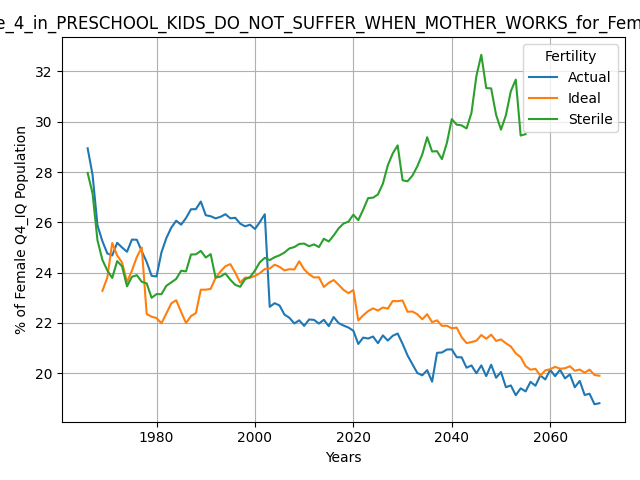 e_4_in_PRESCHOOL_KIDS_DO_NOT_SUFFER_WHEN_MOTHER_WORKS_for_Fem
Fertility
Actual
Ideal
Sterile
% of Female Q4_IQ Population
32
30
28
26
24
22
20
1980
2000
2020
2040
2060
Years